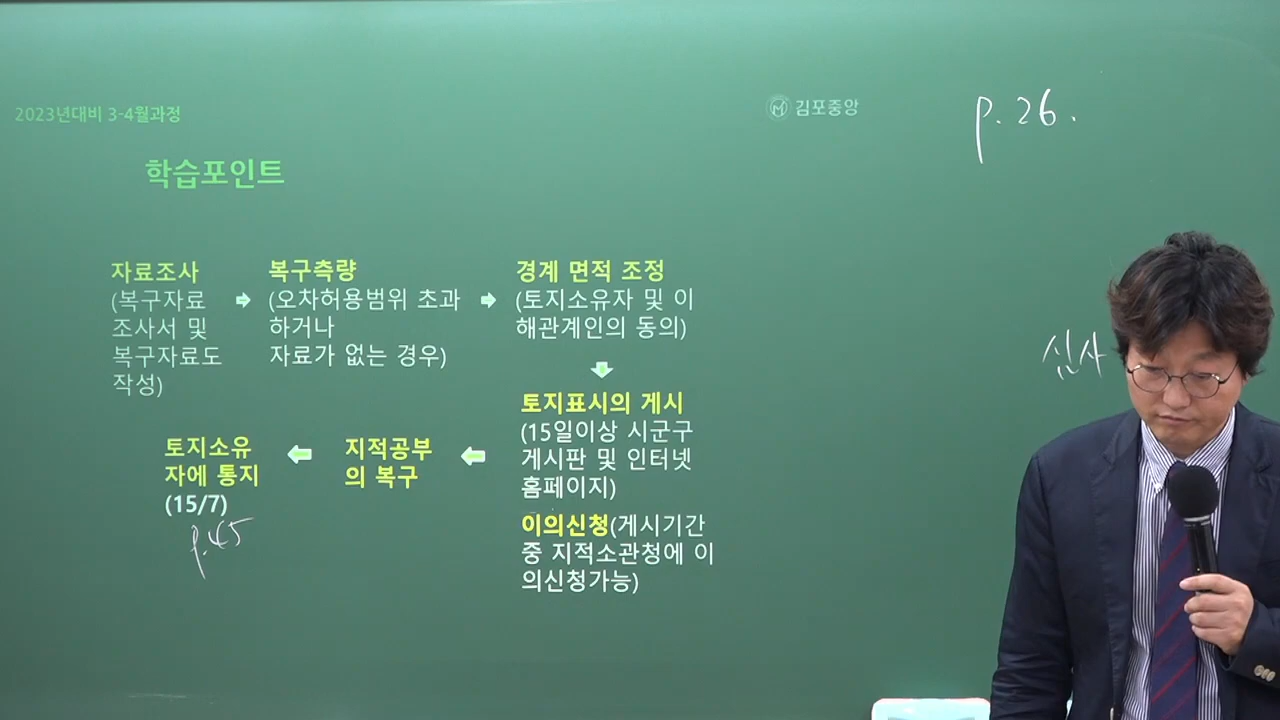 2023년대비 3-4월과정
김포중앙
p.26.
학습포인트
자료조사
(복구자료
조사서 및
복구자료도
작성)
복구측량
(오차허용범위 초과
하거나
자료가 없는 경우)
경계 면적 조정
(토지소유자 및 이
해관계인의 동의)
심사
토지표시의 게시
(15일이상 시군구
게시판 및 인터넷
홈페이지)
이의신청(게시기간
중 지적소관청에 이
의신청가능)
지적공부
의 복구
토지소유
자에 통지
(15/7)
p.45